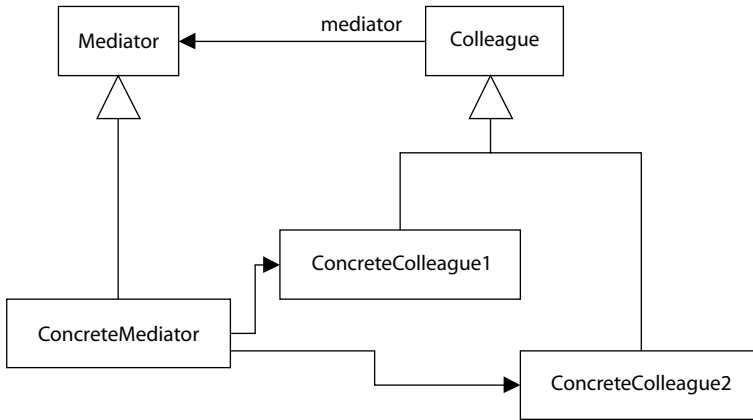 Mediator
mediator
Colleague
ConcreteColleague1
ConcreteMediator
ConcreteColleague2